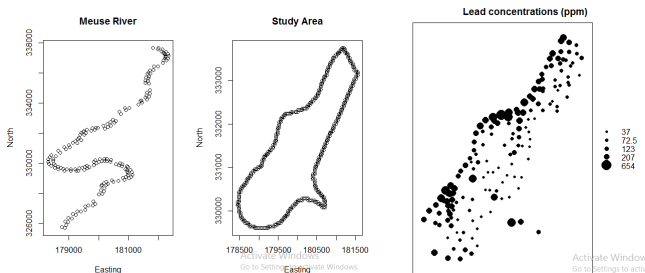 Meuse River
North
338000
334000
330000
326000
179000
181000
Easting
Study Area
North
333000
332000
331000
330000
178500
179500
180500
181500
Easting
Lead concentrations (ppm)
37
72.5
123
207
654
Activate Windows
Go to Settings to activate Windows.
Activate Windows
Go to Settings to activ